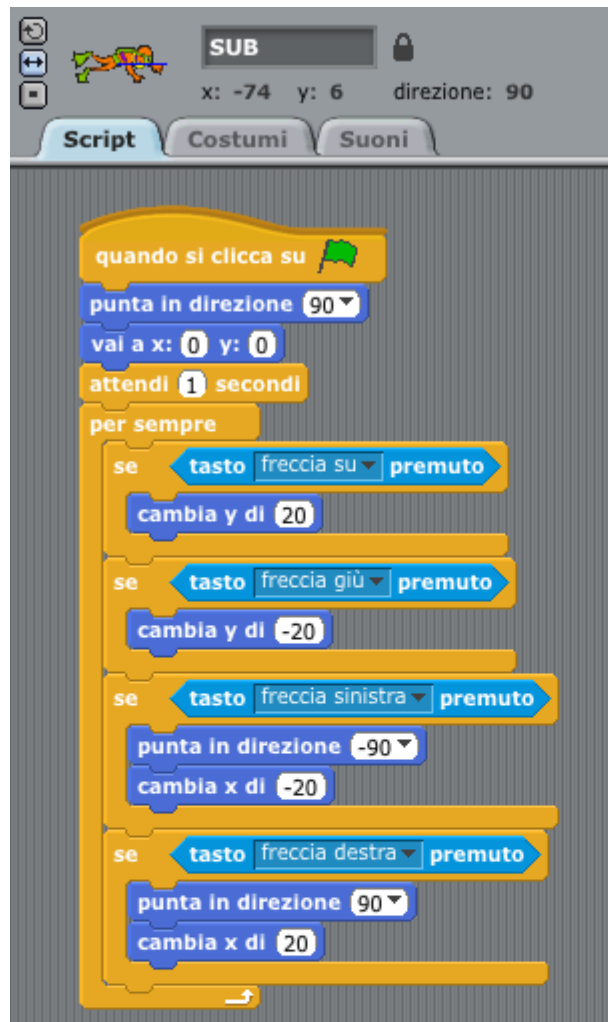 SUB
x: -74 y: 6 direzione: 90
Script Costumi Suoni
quando si clicca su
punta in direzione 90
vai a x: 0 y: 0
attendi 1 secondi
per sempre
se tasto freccia su premuto
cambia y di 20
se tasto freccia giù premuto
cambia y di -20
se tasto freccia sinistra premuto
punta in direzione -90
cambia x di -20
se tasto freccia destra premuto
punta in direzione 90
cambia x di 20